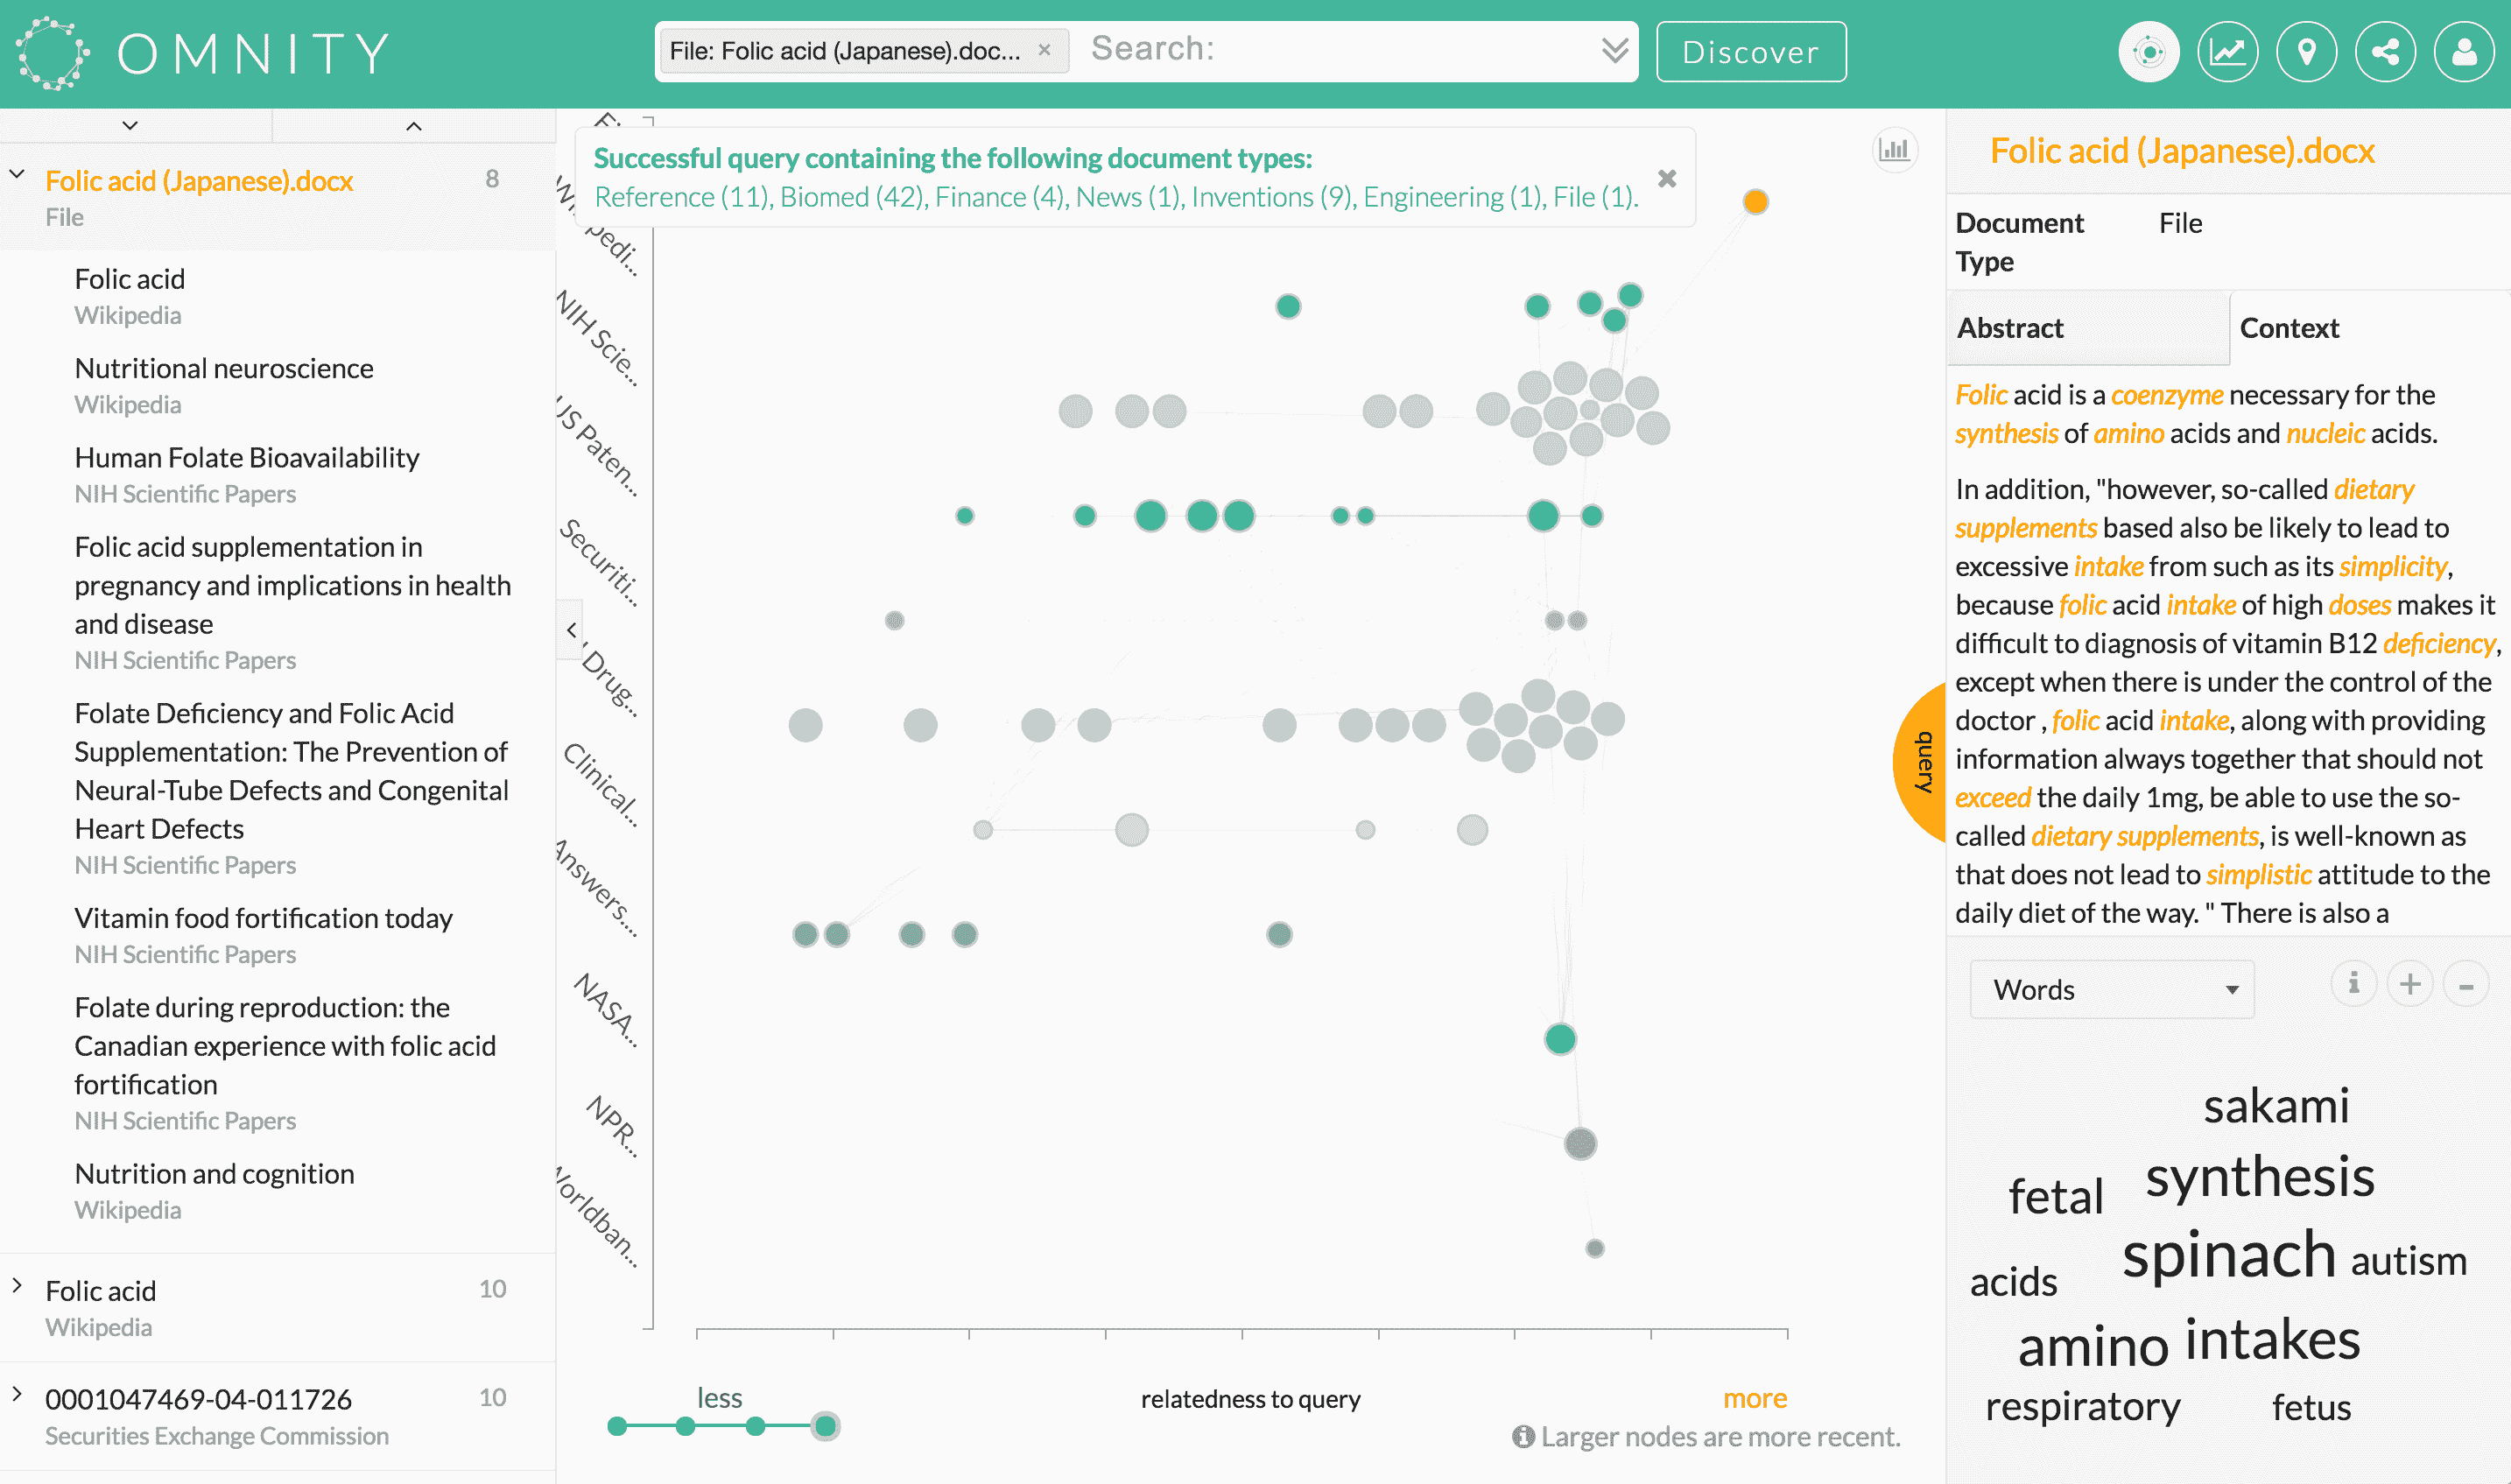 OMNITY
File: Folic acid (Japanese).doc... ×
Search:
Discover
Folic acid (Japanese).docx 8
File
Folic acid
Wikipedia
Nutritional neuroscience
Wikipedia
Human Folate Bioavailability
NIH Scientific Papers
Folic acid supplementation in
pregnancy and implications in health
and disease
NIH Scientific Papers
Folate Deficiency and Folic Acid
Supplementation: The Prevention of
Neural-Tube Defects and Congenital
Heart Defects
NIH Scientific Papers
Vitamin food fortification today
NIH Scientific Papers
Folate during reproduction: the
Canadian experience with folic acid
fortification
NIH Scientific Papers
Nutrition and cognition
Wikipedia
Folic acid 10
Wikipedia
0001047469-04-011726 10
Securities Exchange Commission
Successful query containing the following document types:
Reference (11), Biomed (42), Finance (4), News (1), Inventions (9), Engineering (1), File (1).
NIH Scie...
US Paten...
Securiti...
Drug...
Clinical...
Answers....
NASA...
NPR...
Worldban...
less
relatedness to query
more
Larger nodes are more recent.
query
Folic acid (Japanese).docx
Document Type File
Abstract
Context
Folic acid is a coenzyme necessary for the
synthesis of amino acids and nucleic acids.
In addition, "however, so-called dietary
supplements based also be likely to lead to
excessive intake from such as its simplicity,
because folic acid intake of high doses makes it
difficult to diagnosis of vitamin B12 deficiency,
except when there is under the control of the
doctor , folic acid intake, along with providing
information always together that should not
exceed the daily 1mg, be able to use the so-
called dietary supplements, is well-known as
that does not lead to simplistic attitude to the
daily diet of the way. " There is also a
Words
sakami
synthesis
fetal
spinach
autism
acids
intakes
amino
respiratory
fetus